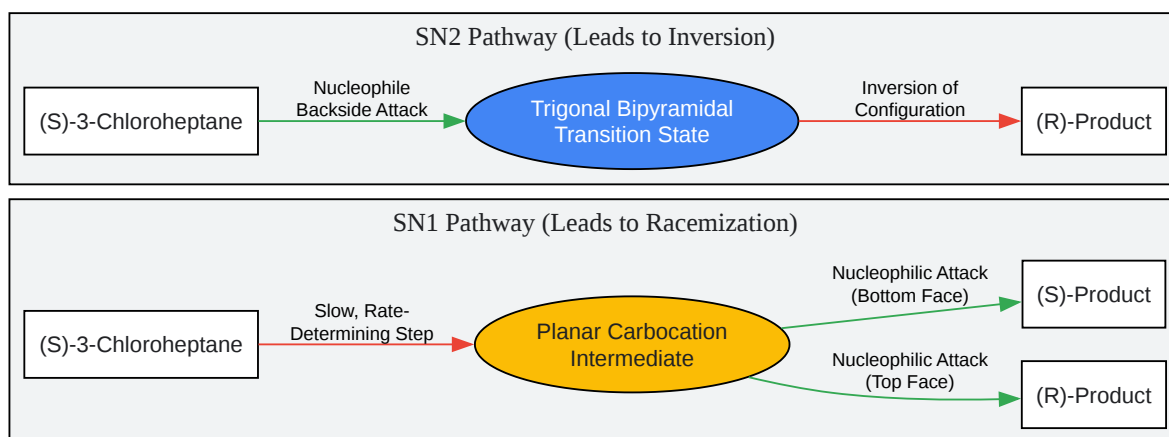 SN2 Pathway (Leads to Inversion)
(S)-3-Chloroheptane
Nucleophile
Backside Attack
Trigonal Bipyramidal
Transition State
Inversion of
Configuration
(R)-Product
SN1 Pathway (Leads to Racemization)
(S)-3-Chloroheptane
Slow, Rate-
Determining Step
Planar Carbocation
Intermediate
Nucleophilic Attack
(Bottom Face)
(S)-Product
Nucleophilic Attack
(Top Face)
(R)-Product